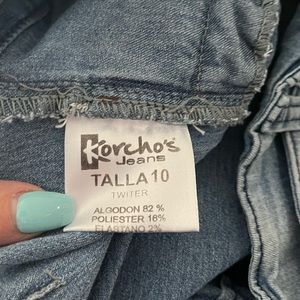 Korcho's
Jeans
TALLA 10
TWITER
ALGODON 82 %
POLIESTER 16%
ELASTANO 2%